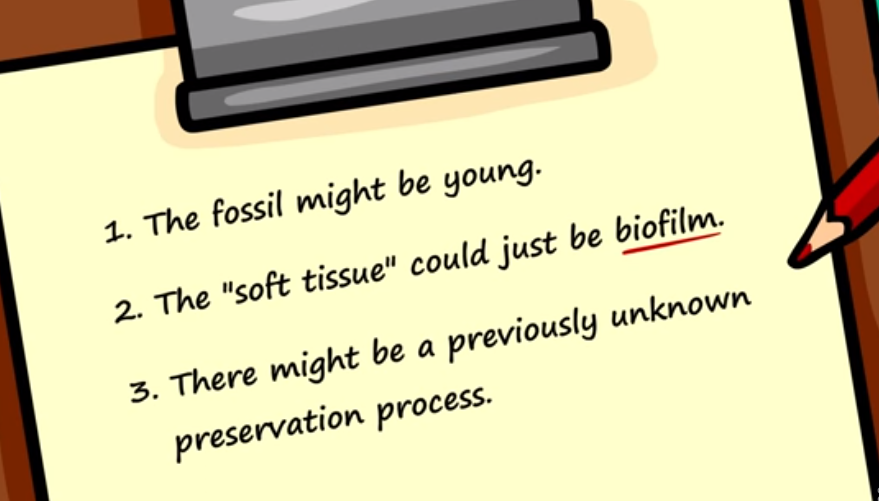 1. The fossil might be young.
2. The "soft tissue" could just be biofilm.
3. There might be a previously unknown
preservation process.